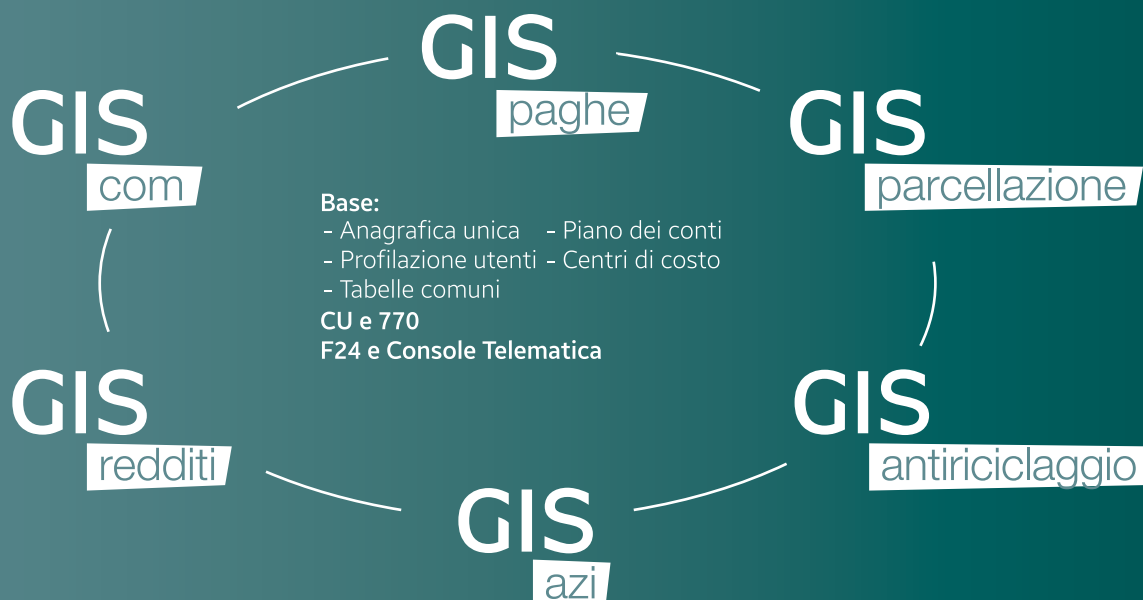 GIS
paghe
GIS
com
GIS
parcellazione
Base:
- Anagrafica unica - Piano dei conti
- Profilazione utenti - Centri di costo
- Tabelle comuni
CU e 770
F24 e Console Telematica
GIS
redditi
GIS
antiriciclaggio
GIS
azi